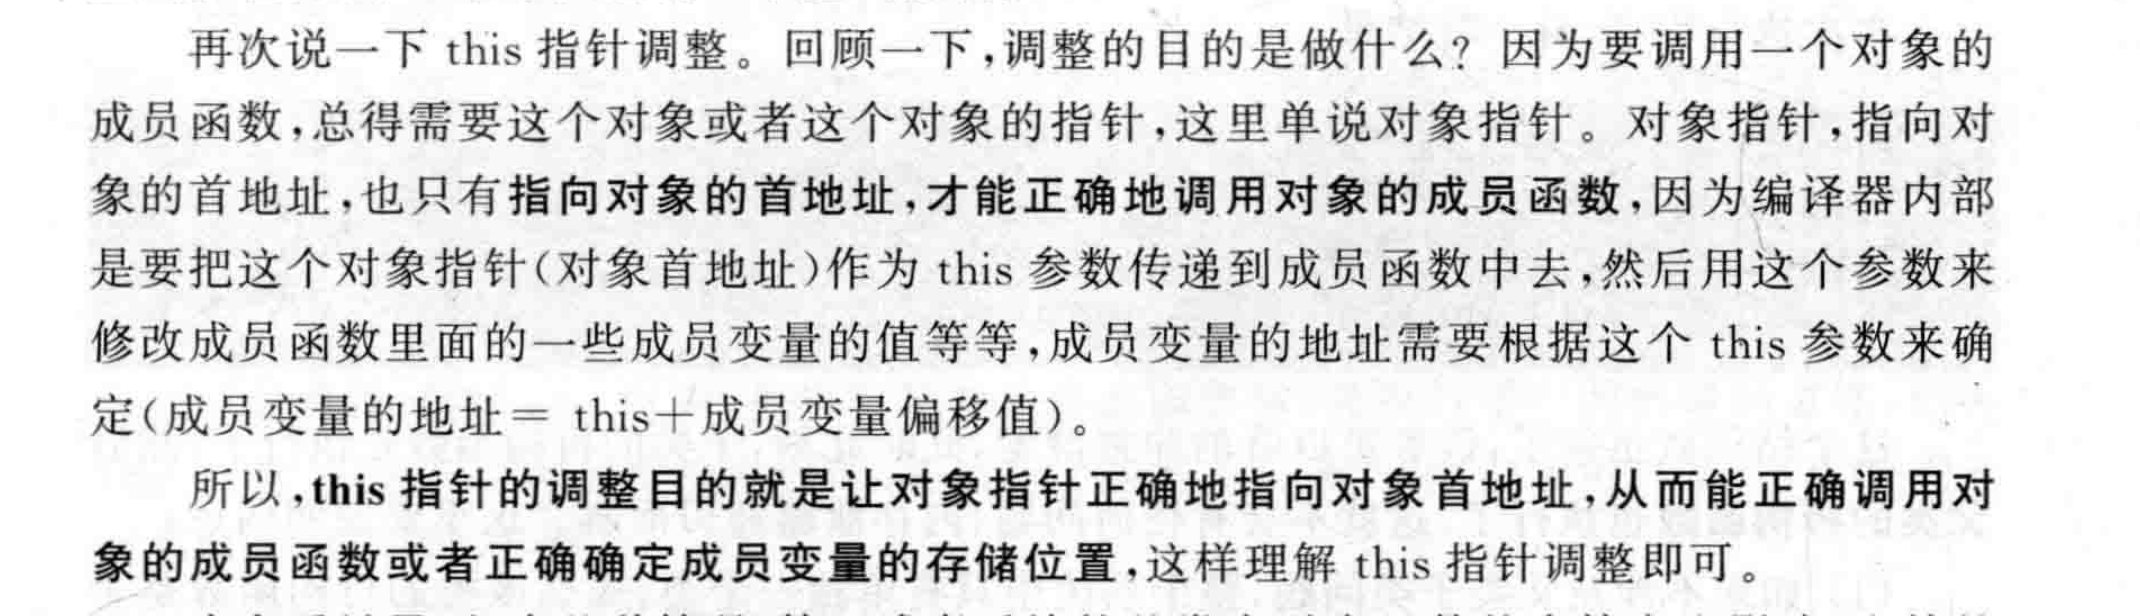 再次说一下 this 指针调整。回顾一下,调整的目的是做什么? 因为要调用一个对象的
成员函数,总得需要这个对象或者这个对象的指针,这里单说对象指针。对象指针,指向对
象的首地址,也只有指向对象的首地址,才能正确地调用对象的成员函数,因为编译器内部
是要把这个对象指针(对象首地址)作为 this 参数传递到成员函数中去,然后用这个参数来
修改成员函数里面的一些成员变量的值等等,成员变量的地址需要根据这个 this 参数来确
定(成员变量的地址= this+成员变量偏移值)。
所以,this 指针的调整目的就是让对象指针正确地指向对象首地址,从而能正确调用对
象的成员函数或者正确确定成员变量的存储位置,这样理解 this 指针调整即可。